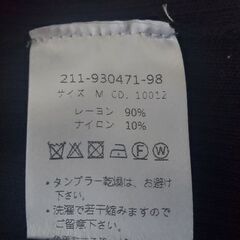 211-930471-98
サイズ M CD. 10012
レーヨン 90%
ナイロン 10%
・タンブラー乾燥はお避け
下さい。
・洗濯で若干縮みますのでご
留意下さい。